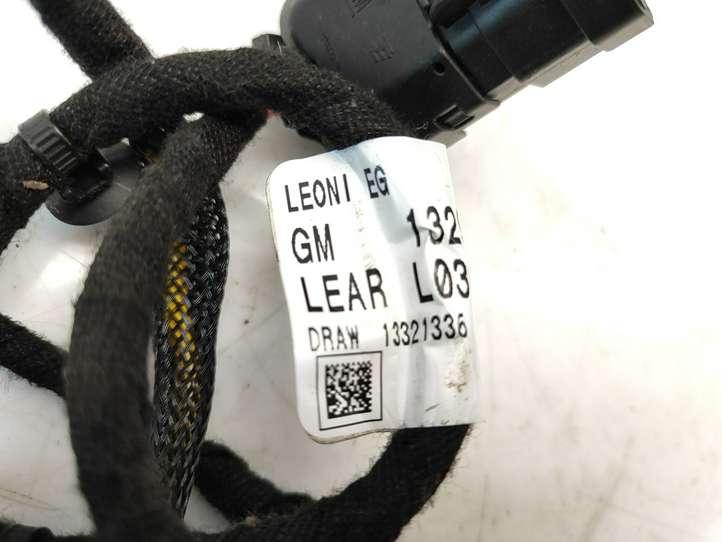 LEONI EG
GM 132
LEAR L03
DRAW 13321336